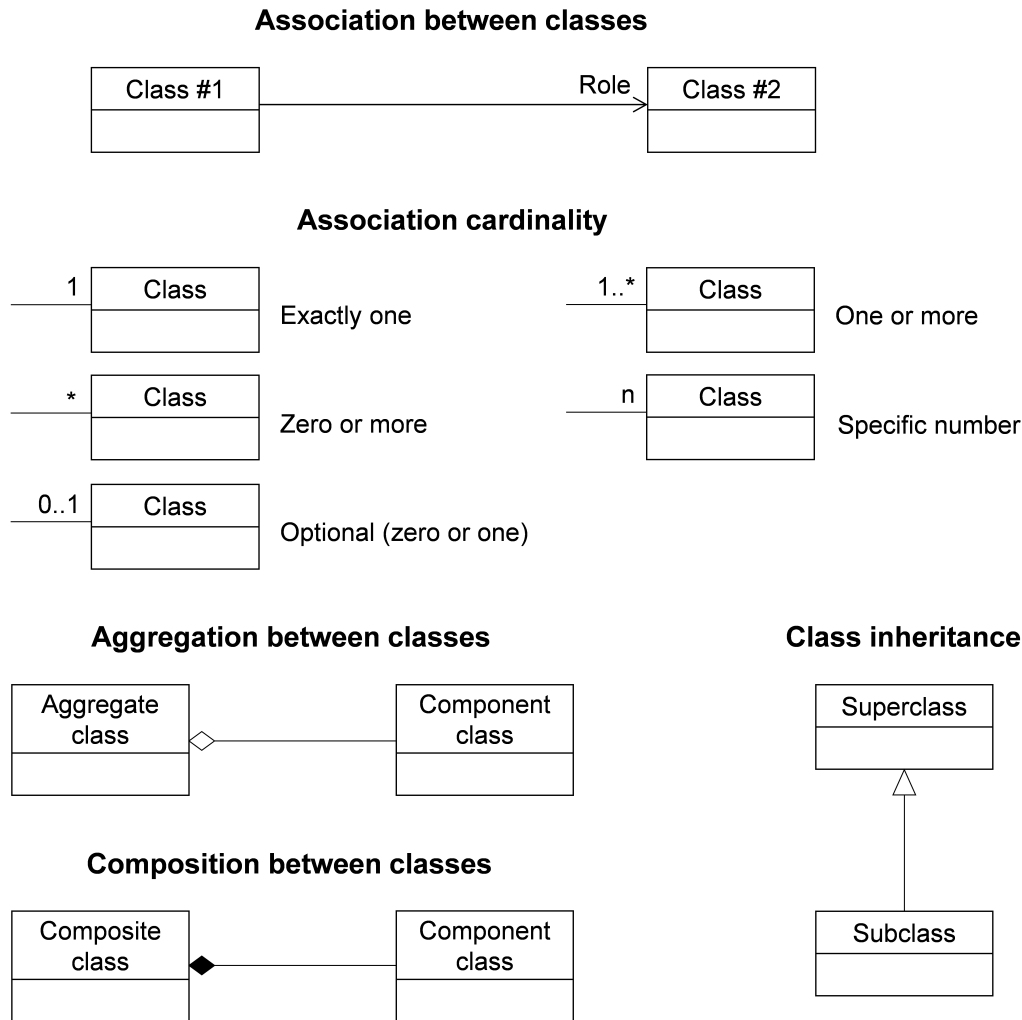 Association between classes
Class #1
Role
Class #2
Association cardinality
1
Class
Exactly one
1..*
Class
One or more
*
Class
Zero or more
n
Class
Specific number
0..1
Class
Optional (zero or one)
Aggregation between classes
Aggregate
class
Component
class
Class inheritance
Superclass
Subclass
Composition between classes
Composite
class
Component
class